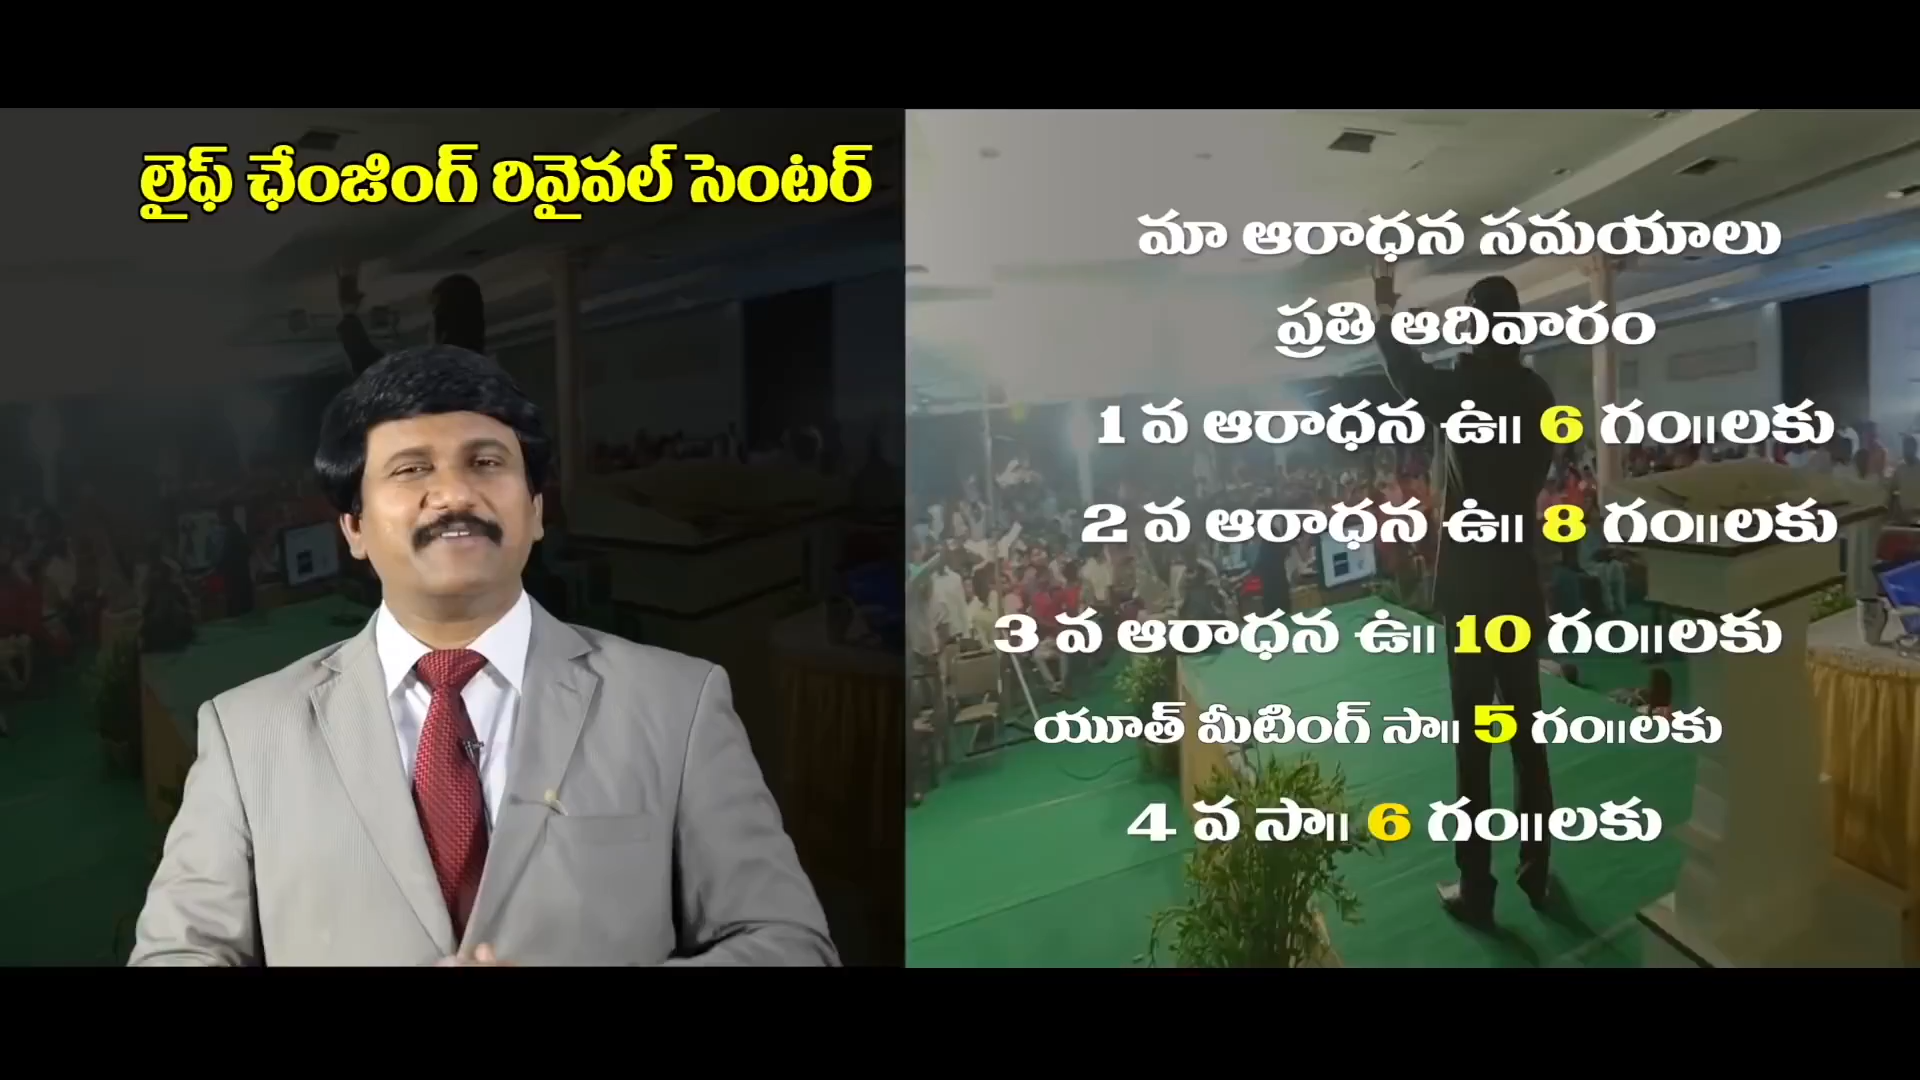 లైఫ్ ఛేంజింగ్ రివైవల్ సెంటర్
మా ఆరాధన సమయాలు
ప్రతి ఆదివారం
1 వ ఆరాధన ఉ॥ 6 గం॥లకు
2 వ ఆరాధన ఉ॥ 8 గం॥లకు
3 వ ఆరాధన ఉ॥ 10 గం॥లకు
యూత్ మీటింగ్ సా॥ 5 గం॥లకు
4 వ సా॥ 6 గం॥లకు